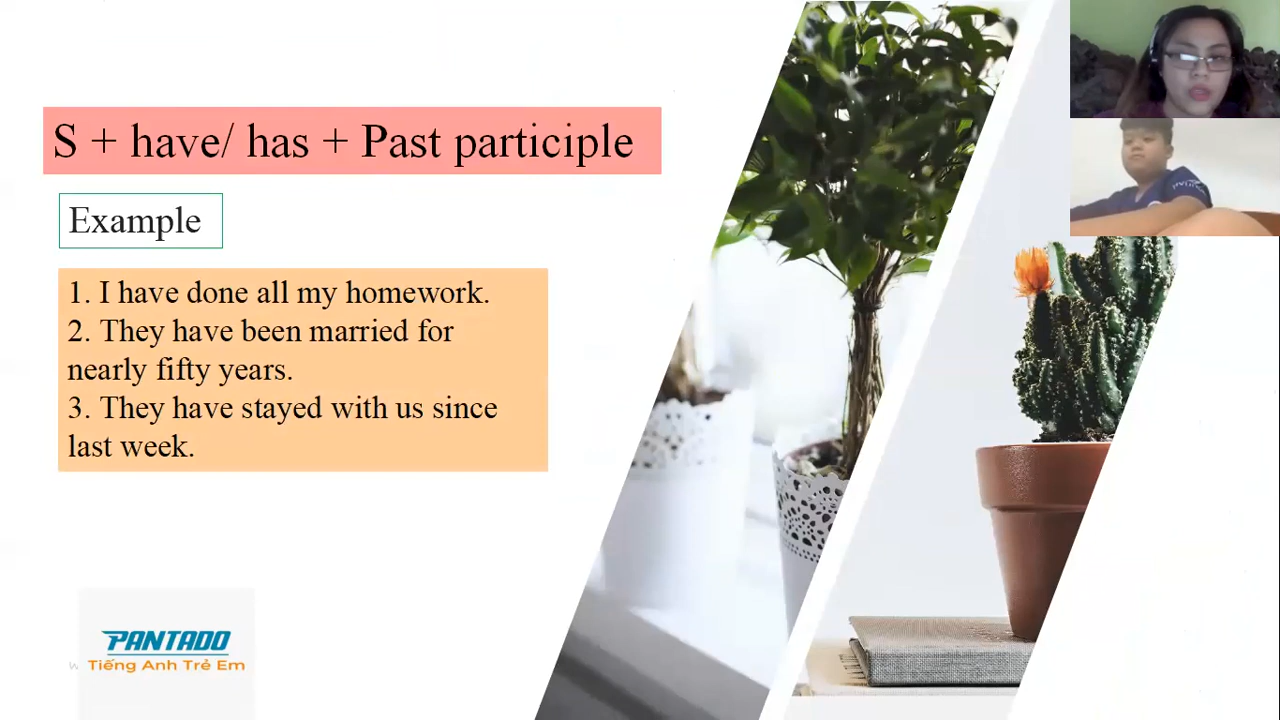 S + have/ has + Past participle
Example
1. I have done all my homework.
2. They have been married for
nearly fifty years.
3. They have stayed with us since
last week.
PANTADO
Tiếng Anh Trẻ Em